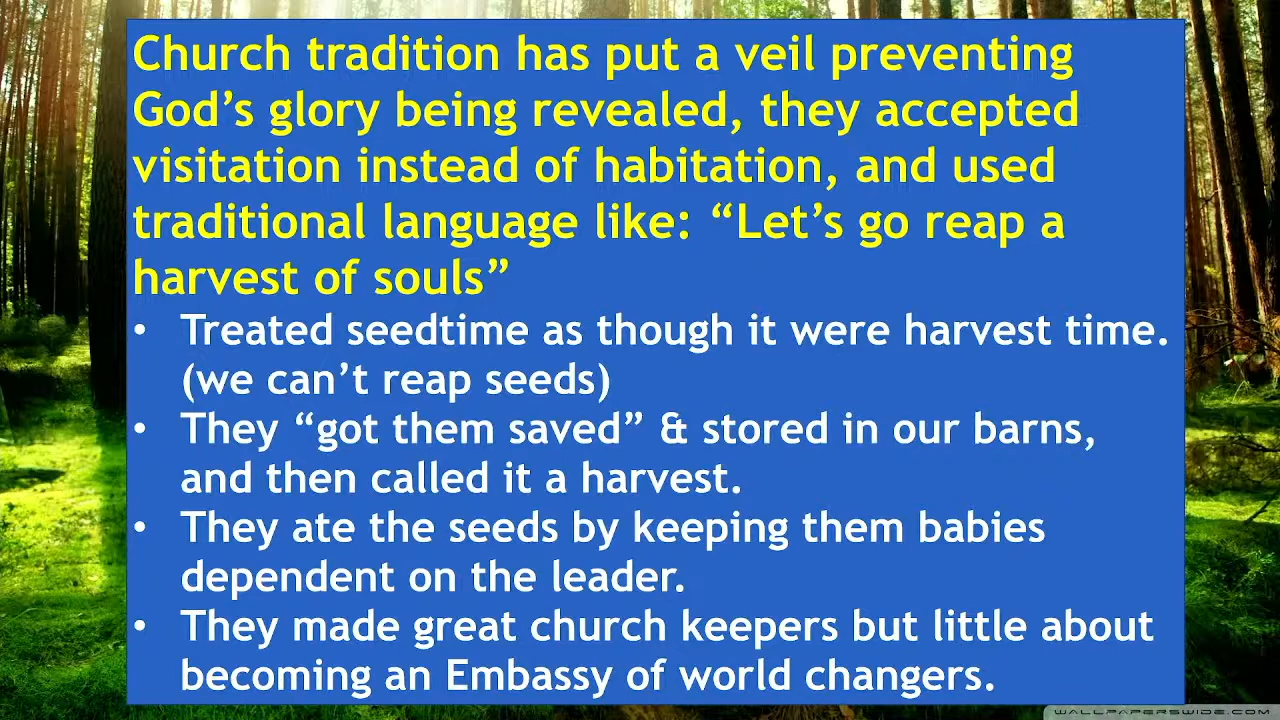 Church tradition has put a veil preventing
God’s glory being revealed, they accepted
visitation instead of habitation, and used
traditional language like: “Let’s go reap a
harvest of souls”
• Treated seedtime as though it were harvest time.
(we can’t reap seeds)
• They “got them saved” & stored in our barns,
and then called it a harvest.
• They ate the seeds by keeping them babies
dependent on the leader.
• They made great church keepers but little about
becoming an Embassy of world changers.
WALLPAPERSWIDE.COM